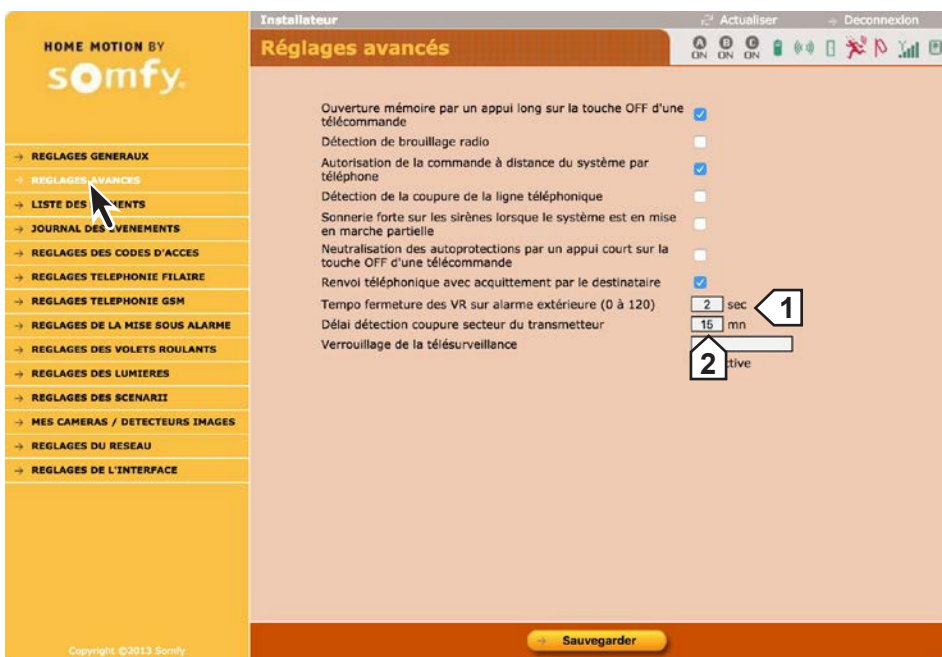 Installateur
Actualiser
→ Deconnexion
HOME MOTION BY
somfy.
Réglages avancés
A ON
B ON
C ON
Ouverture mémoire par un appui long sur la touche OFF d'une
télécommande
Détection de brouillage radio
Autorisation de la commande à distance du système par
téléphone
Détection de la coupure de la ligne téléphonique
Sonnerie forte sur les sirènes lorsque le système est en mise
en marche partielle
Neutralisation des autoprotections par un appui court sur la
touche OFF d'une télécommande
Renvoi téléphonique avec acquittement par le destinataire
Tempo fermeture des VR sur alarme extérieure (0 à 120)
2 sec
1
Délai détection coupure secteur du transmetteur
15 mn
Verrouillage de la télésurveillance
2
ctive
→ REGLAGES GENERAUX
→ REGLAGES AVANCES
→ LISTE DES MENTS
→ JOURNAL DES EVENEMENTS
→ REGLAGES DES CODES D'ACCES
→ REGLAGES TELEPHONIE FILAIRE
→ REGLAGES TELEPHONIE GSM
→ REGLAGES DE LA MISE SOUS ALARME
→ REGLAGES DES VOLETS ROULANTS
→ REGLAGES DES LUMIERES
→ REGLAGES DES SCENARII
→ MES CAMERAS / DETECTEURS IMAGES
→ REGLAGES DU RESEAU
→ REGLAGES DE L'INTERFACE
→ Sauvegarder
Copyright ©2013 Somfy